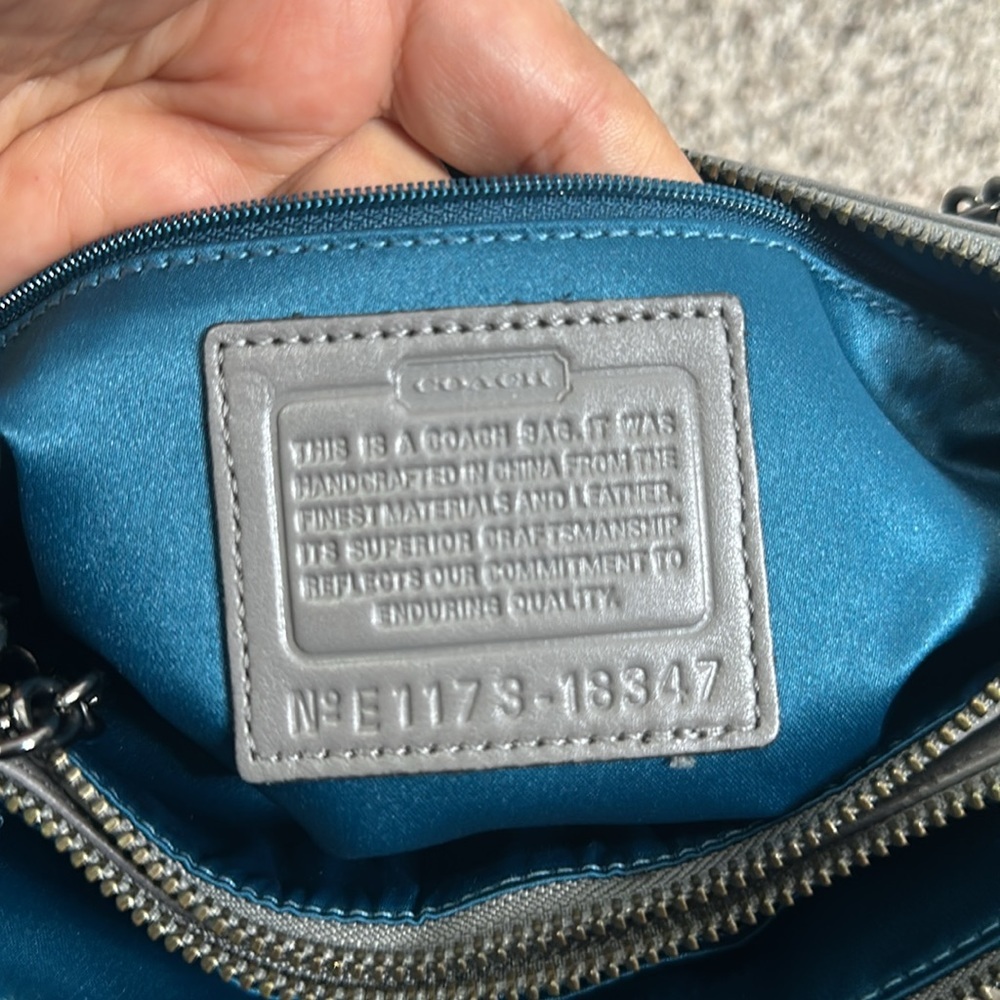 COACH
THIS IS A COACH BAG. IT WAS
HANDCRAFTED IN CHINA FROM THE
FINEST MATERIALS AND LEATHER.
ITS SUPERIOR CRAFTSMANSHIP
REFLECTS OUR COMMITMENT TO
ENDURING QUALITY.
Nº E1173-18347